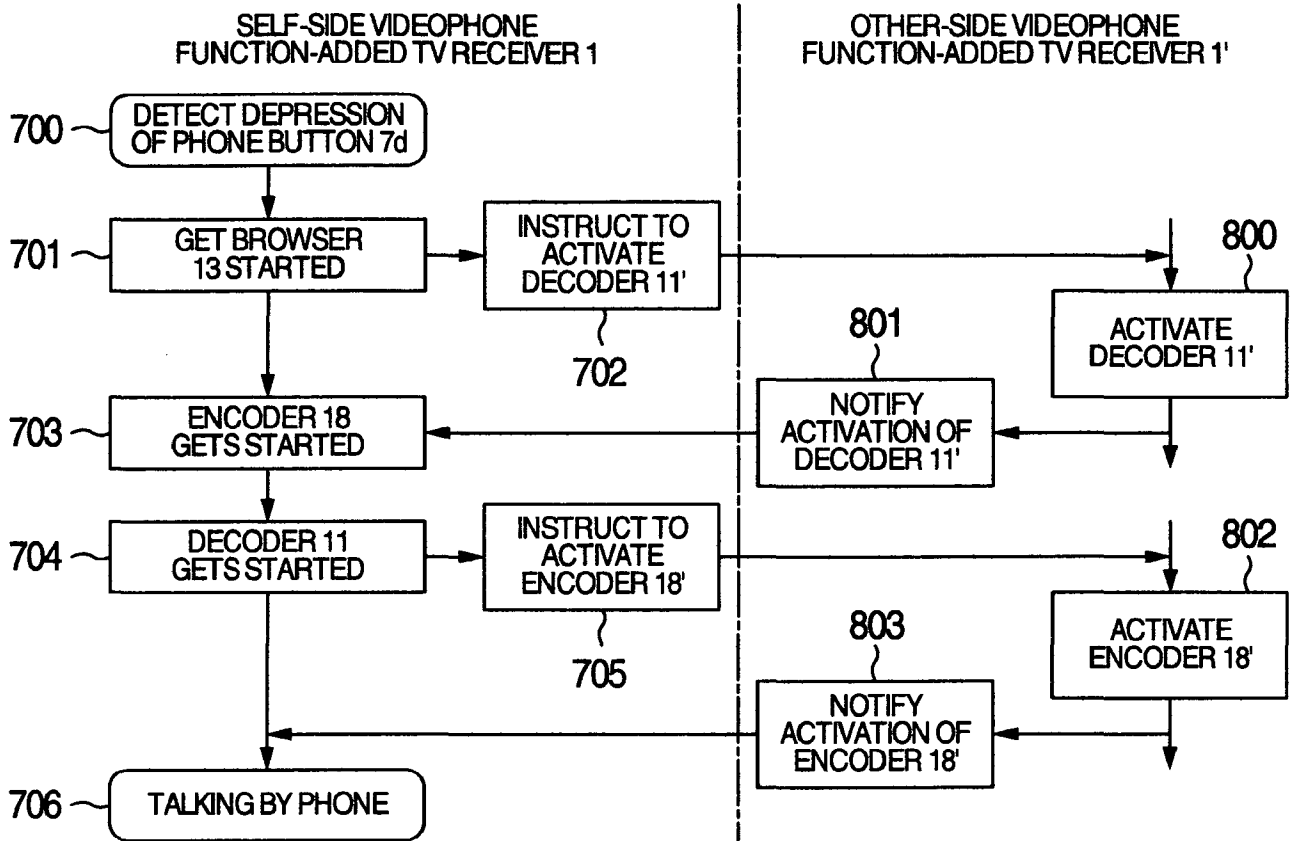 SELF-SIDE VIDEOPHONE
FUNCTION-ADDED TV RECEIVER 1
OTHER-SIDE VIDEOPHONE
FUNCTION-ADDED TV RECEIVER 1'
700
DETECT DEPRESSION
OF PHONE BUTTON 7d
701
GET BROWSER
13 STARTED
INSTRUCT TO
ACTIVATE
DECODER 11'
702
800
ACTIVATE
DECODER 11'
801
NOTIFY
ACTIVATION OF
DECODER 11'
703
ENCODER 18
GETS STARTED
704
DECODER 11
GETS STARTED
INSTRUCT TO
ACTIVATE
ENCODER 18'
705
802
ACTIVATE
ENCODER 18'
803
NOTIFY
ACTIVATION OF
ENCODER 18'
706
TALKING BY PHONE